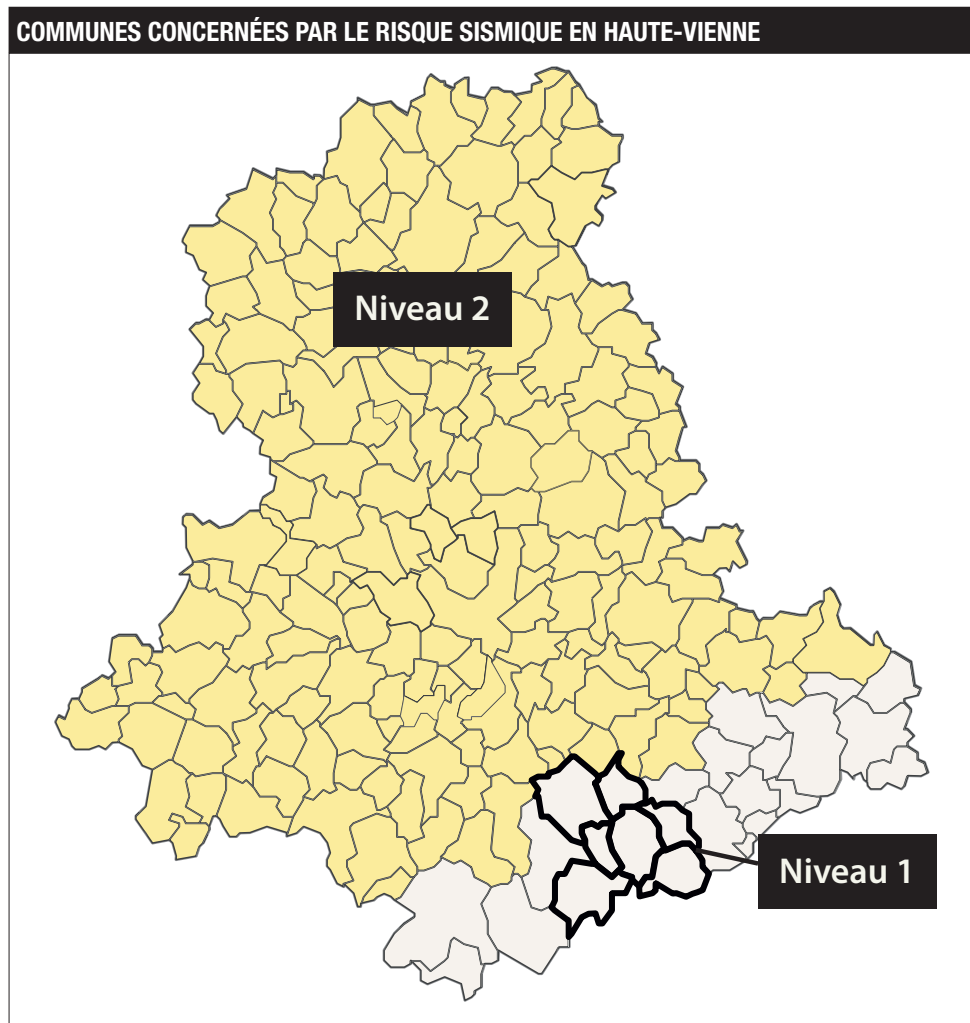 COMMUNES CONCERNÉES PAR LE RISQUE SISMIQUE EN HAUTE-VIENNE
Niveau 2
Niveau 1